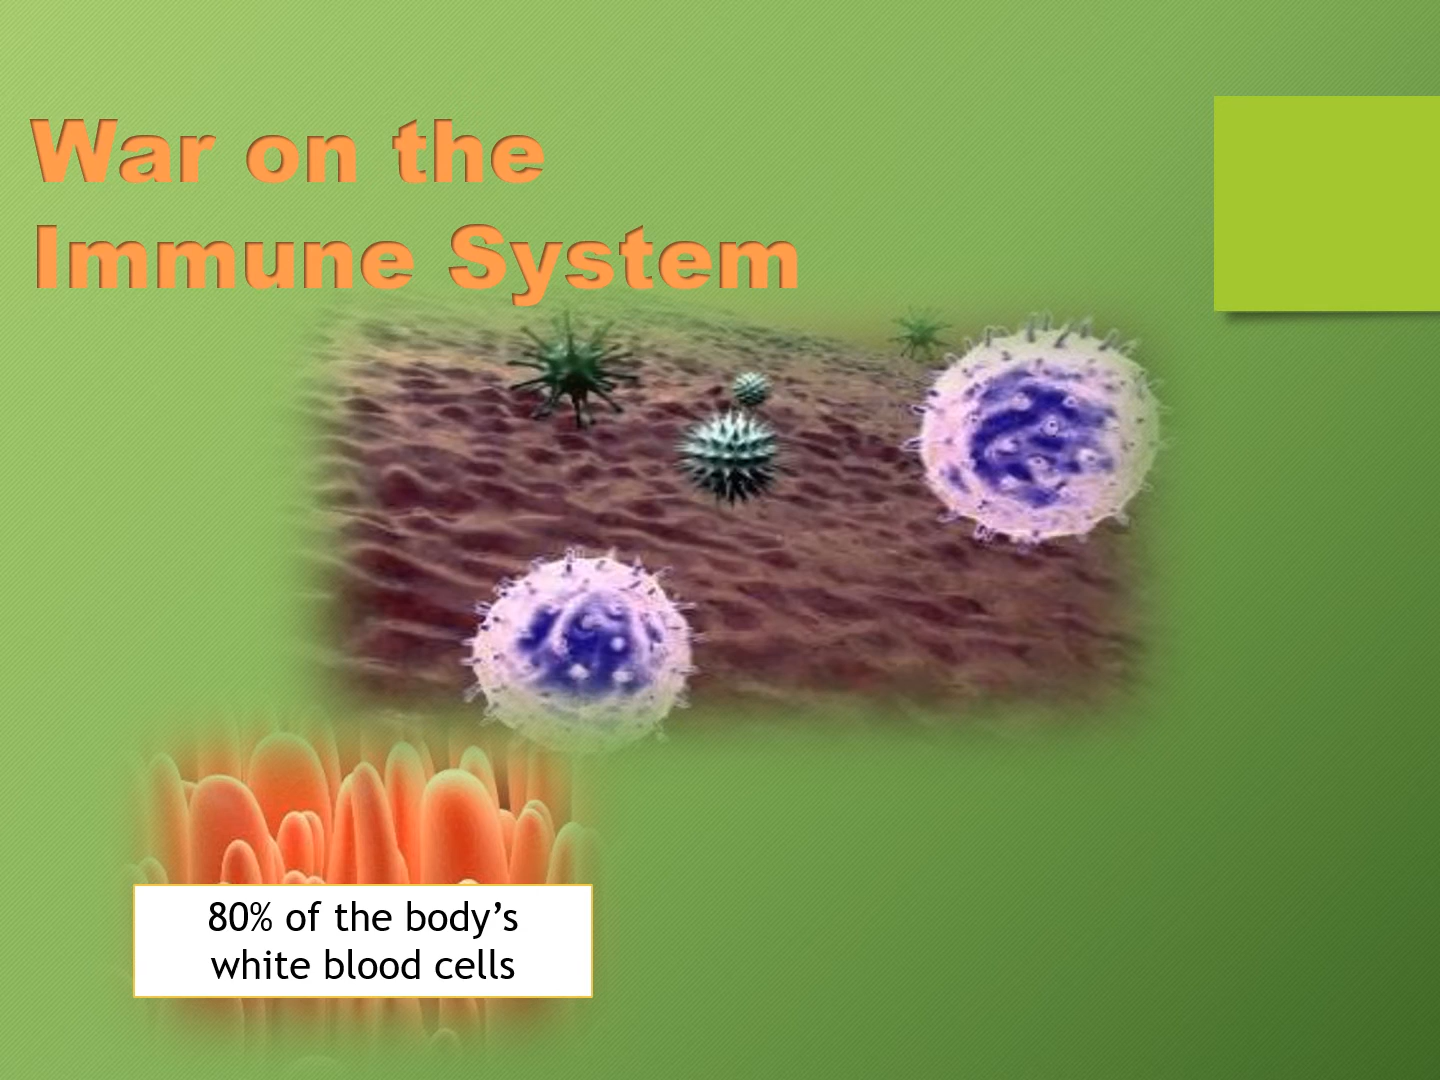 War on the
Immune System
80% of the body’s
white blood cells